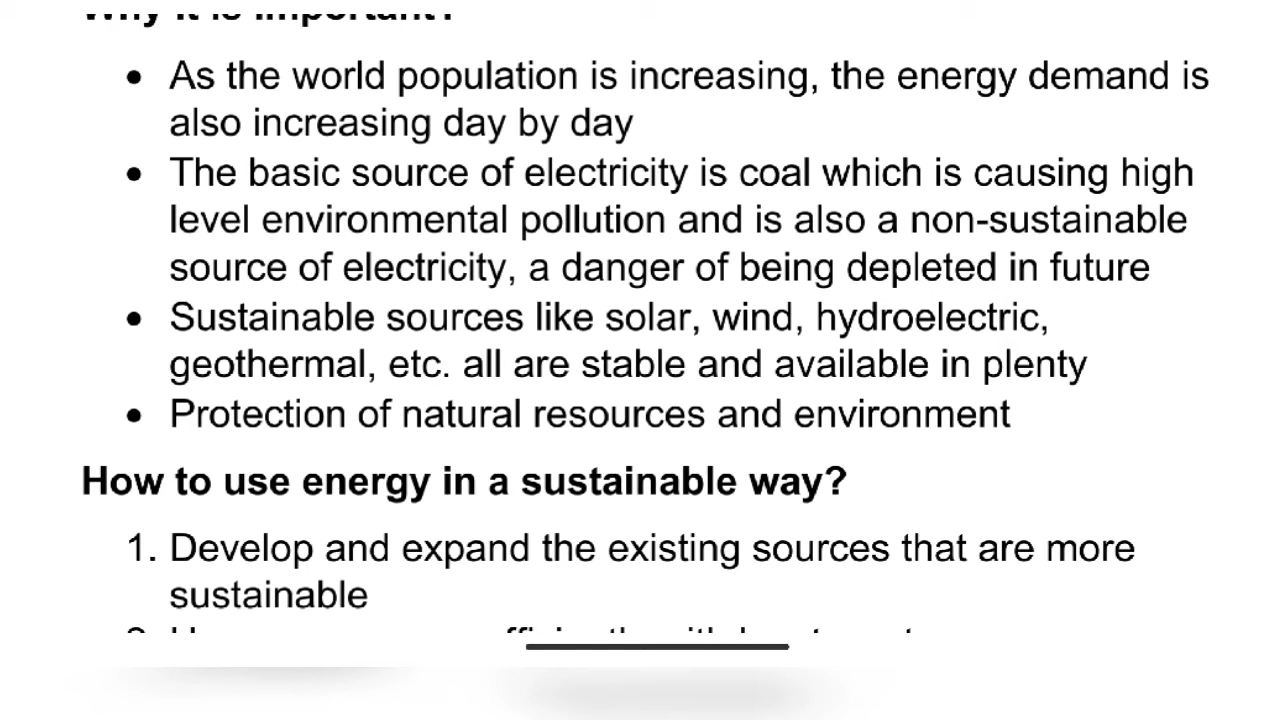 Why it is important?
• As the world population is increasing, the energy demand is
also increasing day by day
• The basic source of electricity is coal which is causing high
level environmental pollution and is also a non-sustainable
source of electricity, a danger of being depleted in future
• Sustainable sources like solar, wind, hydroelectric,
geothermal, etc. all are stable and available in plenty
• Protection of natural resources and environment
How to use energy in a sustainable way?
1. Develop and expand the existing sources that are more
sustainable